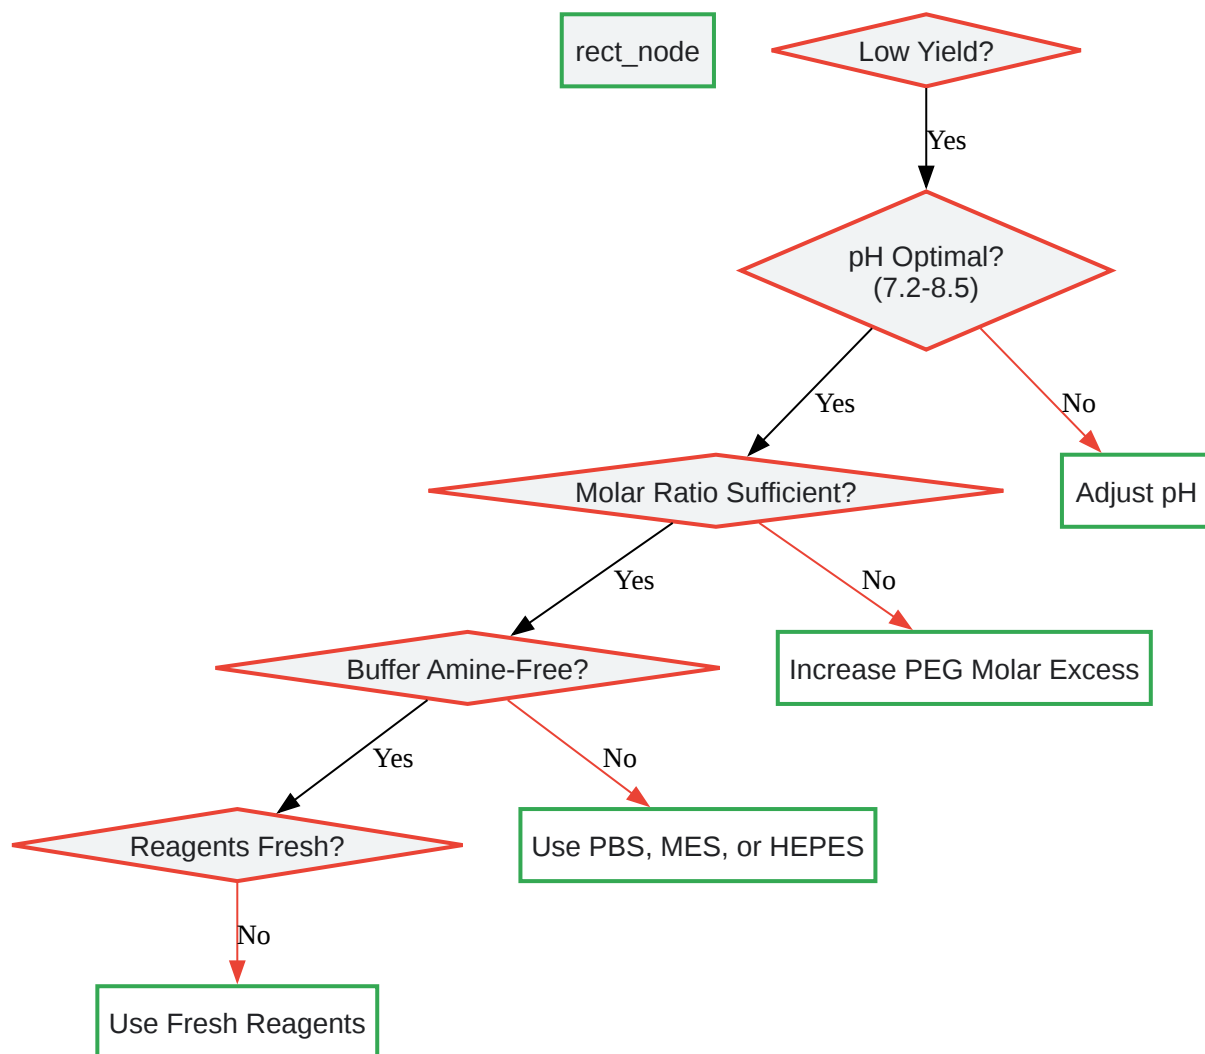 rect_node
Low Yield?
Yes
pH Optimal?
(7.2-8.5)
Yes
No
Molar Ratio Sufficient?
Adjust pH
Yes
No
Buffer Amine-Free?
Increase PEG Molar Excess
Yes
No
Reagents Fresh?
Use PBS, MES, or HEPES
No
Use Fresh Reagents